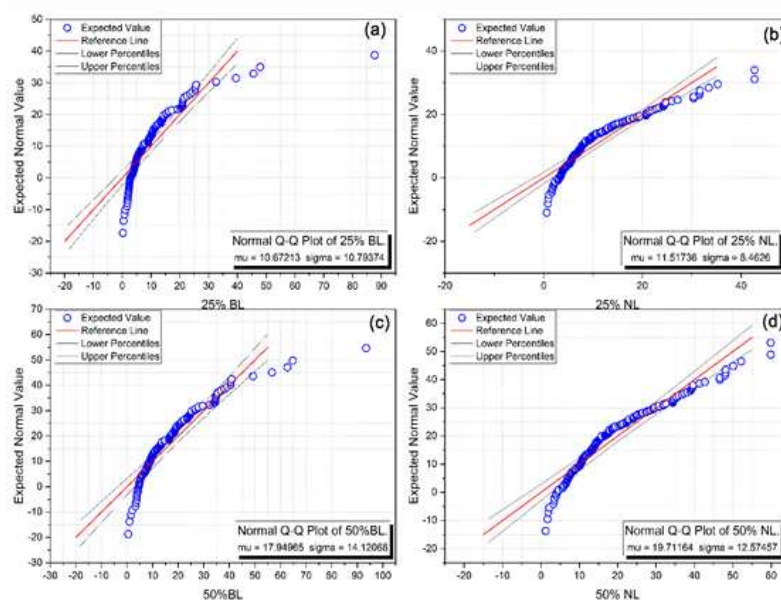 (a)
Expected Value
Reference Line
Lower Percentiles
Upper Percentiles
50
40
30
20
10
0
-10
-20
-30
Expected Normal Value
Normal Q-Q Plot of 25% BL.
mu = 10.67213 sigma = 10.79374
-20 -10 0 10 20 30 40 50 60 70 80 90
25% BL
(b)
Expected Value
Reference Line
Lower Percentiles
Upper Percentiles
40
20
0
-20
Expected Normal Value
Normal Q-Q Plot of 25% NL.
mu = 11.51736 sigma = 8.4626
-20 0 20 40
25% NL
(c)
Expected Value
Reference Line
Lower Percentiles
Upper Percentiles
70
60
50
40
30
20
10
0
-10
-20
-30
Expected Normal Value
Normal Q-Q Plot of 50%BL.
mu = 17.94965 sigma = 14.12068
-30 -20 -10 0 10 20 30 40 50 60 70 80 90 100
50%BL
(d)
Expected Value
Reference Line
Lower Percentiles
Upper Percentiles
60
50
40
30
20
10
0
-10
-20
Expected Normal Value
Normal Q-Q Plot of 50% NL.
mu = 19.71164 sigma = 12.57457
-20 -10 0 10 20 30 40 50 60
50% NL